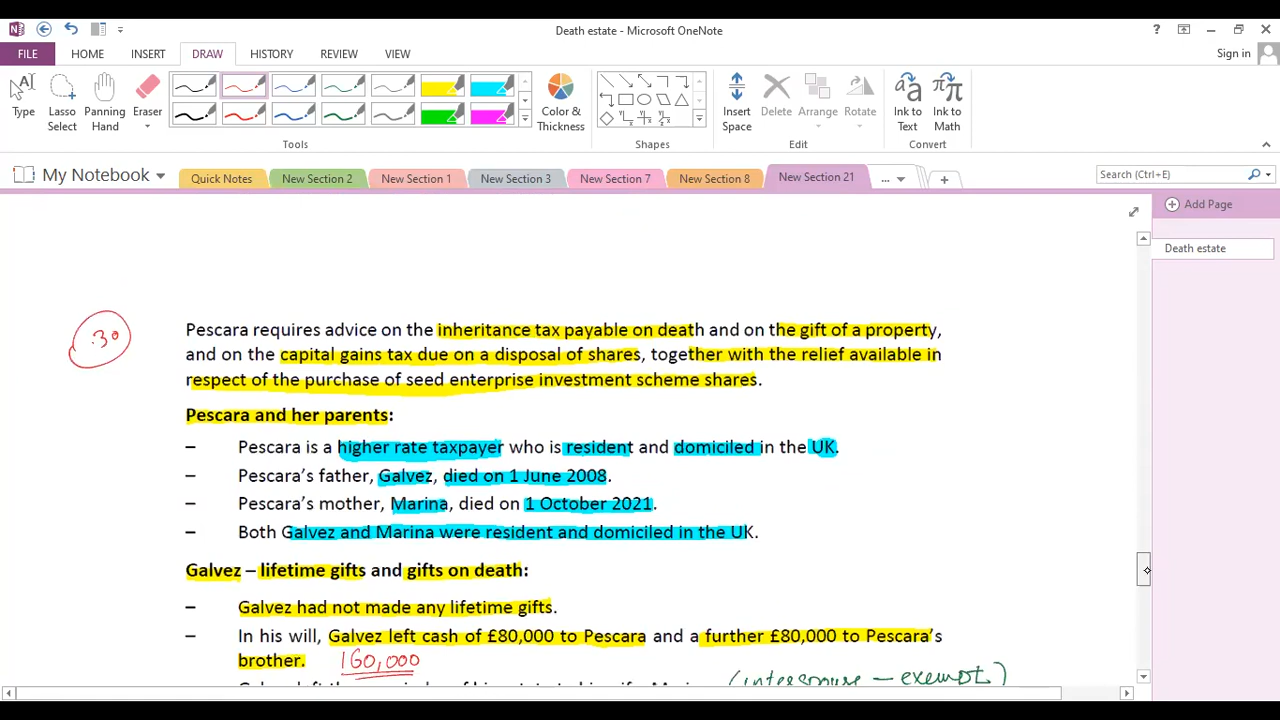 Death estate - Microsoft OneNote
?
Sign in
FILE HOME INSERT DRAW HISTORY REVIEW VIEW
Type
Lasso Select
Panning Hand
Eraser
Color & Thickness
Insert Space
Delete
Arrange
Rotate
Ink to Text
Ink to Math
Tools Shapes Edit Convert
My Notebook Quick Notes New Section 2 New Section 1 New Section 3 New Section 7 New Section 8 New Section 21 ...
Search (Ctrl+E)
Add Page
Death estate
.30
Pescara requires advice on the inheritance tax payable on death and on the gift of a property,
and on the capital gains tax due on a disposal of shares, together with the relief available in
respect of the purchase of seed enterprise investment scheme shares.
Pescara and her parents:
– Pescara is a higher rate taxpayer who is resident and domiciled in the UK.
– Pescara's father, Galvez, died on 1 June 2008.
– Pescara's mother, Marina, died on 1 October 2021.
– Both Galvez and Marina were resident and domiciled in the UK.
Galvez – lifetime gifts and gifts on death:
– Galvez had not made any lifetime gifts.
– In his will, Galvez left cash of £80,000 to Pescara and a further £80,000 to Pescara's
brother. 160,000
(interspouse – exempt)